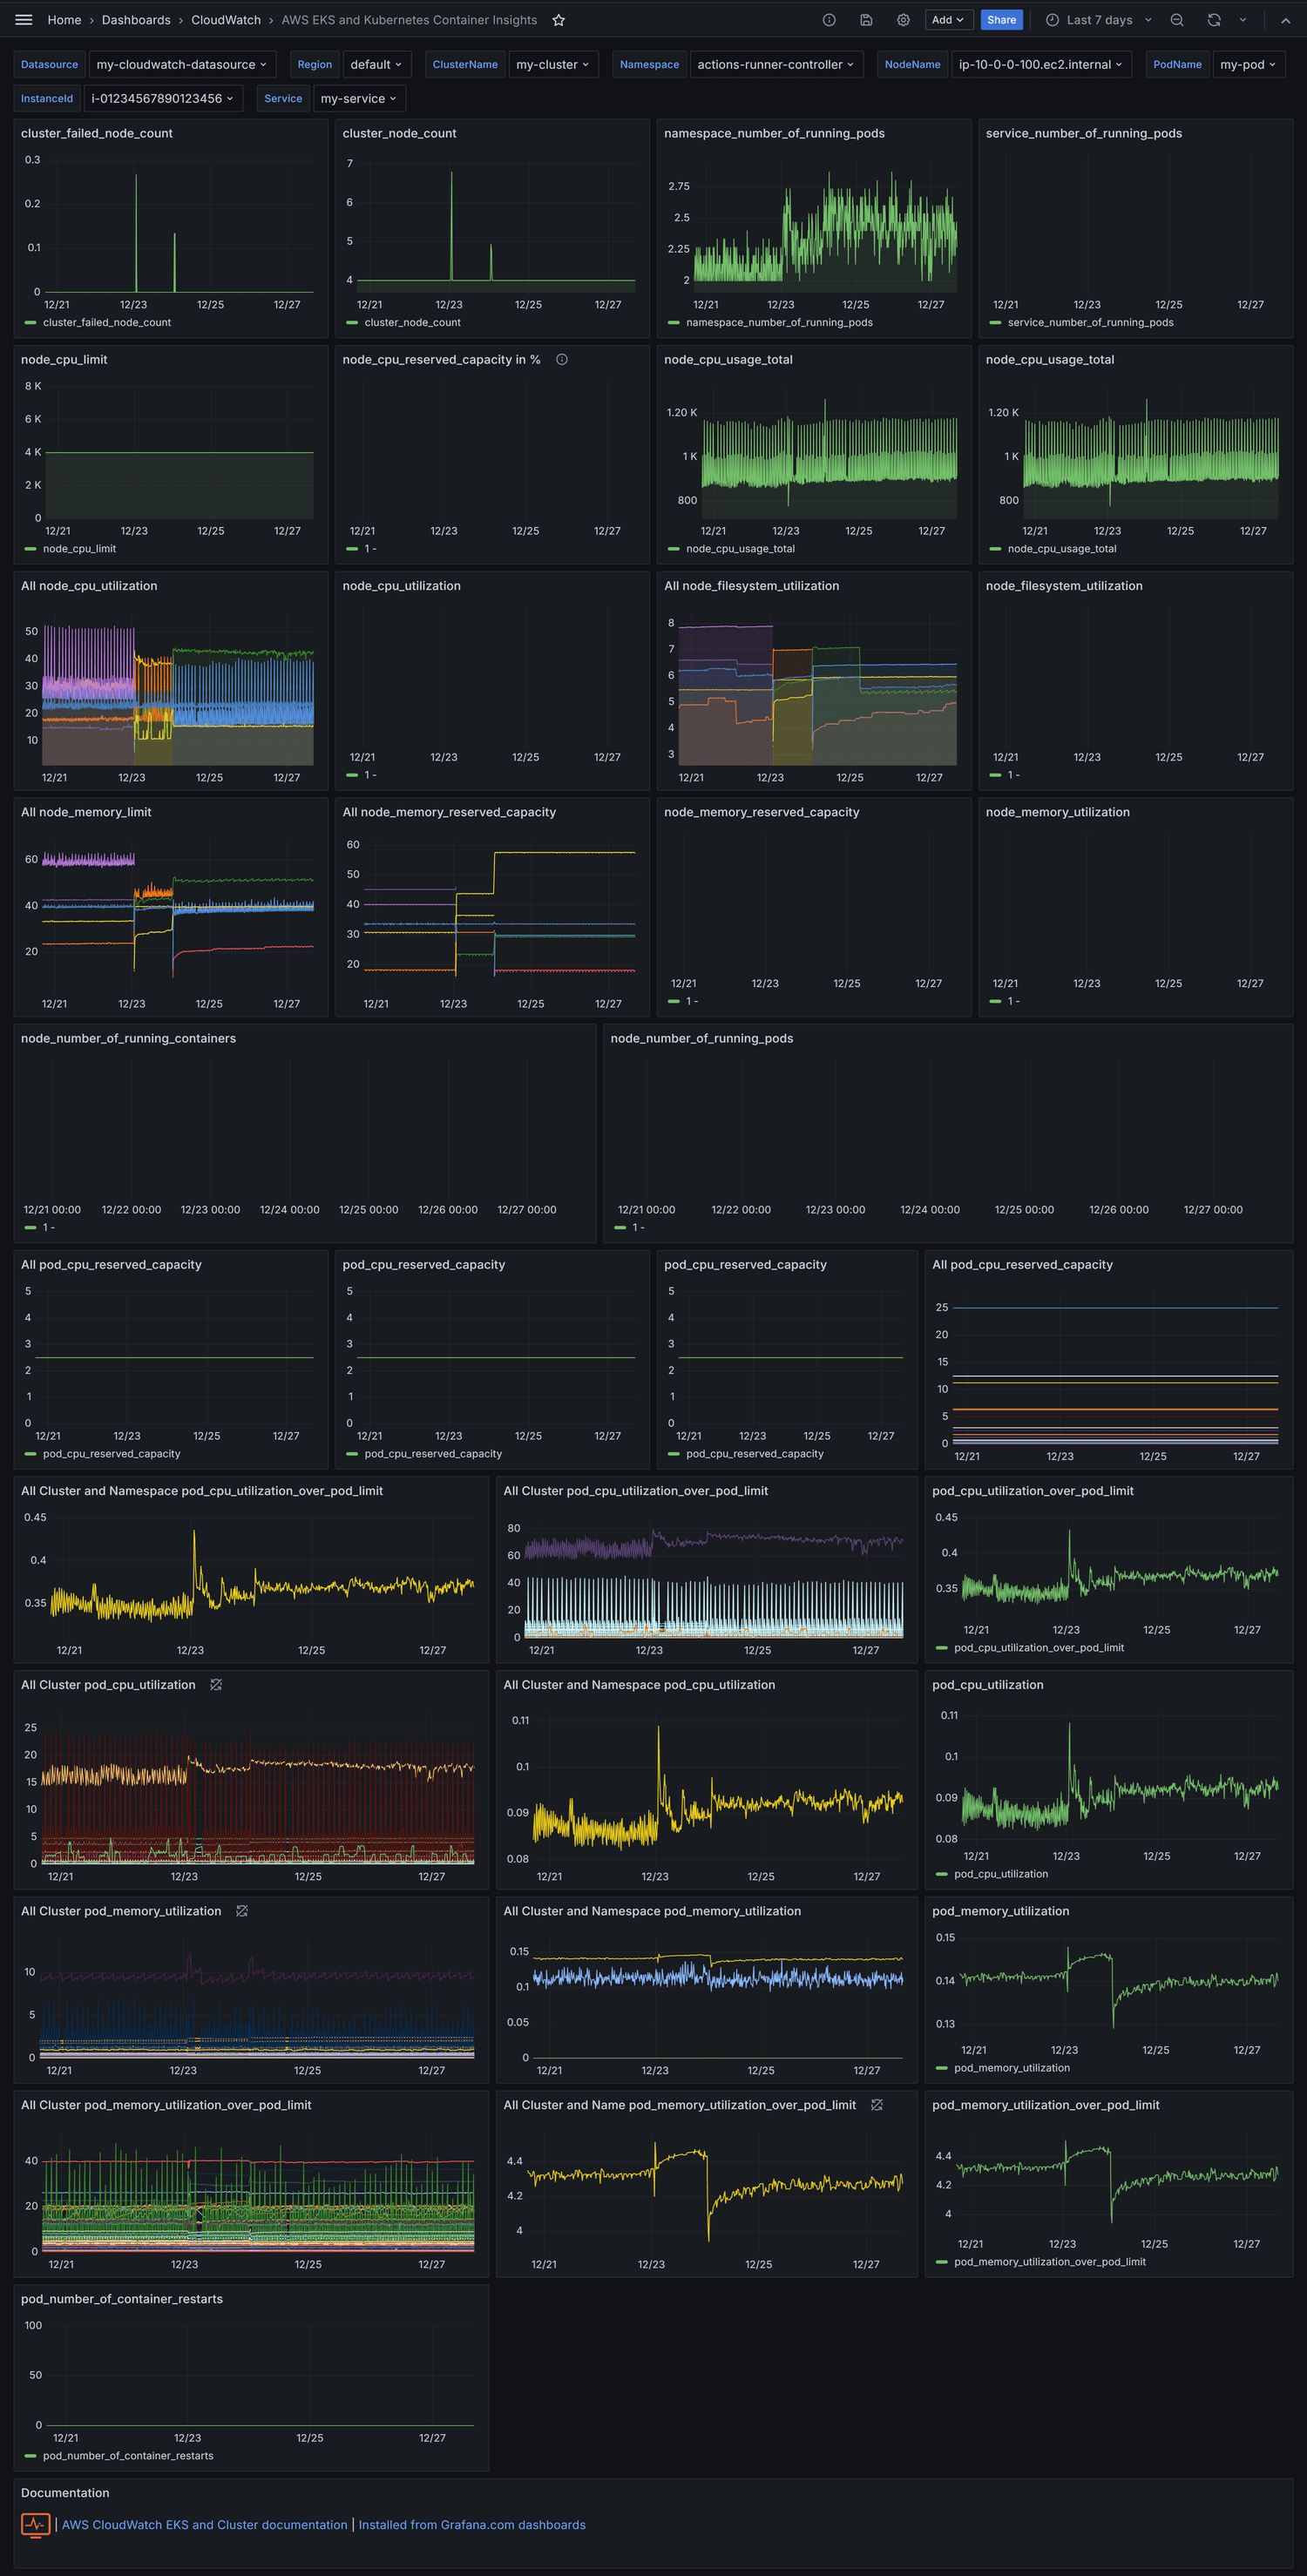 Home › Dashboards › CloudWatch › AWS EKS and Kubernetes Container Insights
Add
Share
Last 7 days
Datasource my-cloudwatch-datasource Region default ClusterName my-cluster Namespace actions-runner-controller NodeName ip-10-0-0-100.ec2.internal PodName my-pod
InstanceId i-01234567890123456 Service my-service
cluster_failed_node_count
0.3
0.2
0.1
0
12/21 12/23 12/25 12/27
cluster_failed_node_count
cluster_node_count
7
6
5
4
12/21 12/23 12/25 12/27
cluster_node_count
namespace_number_of_running_pods
2.75
2.5
2.25
2
12/21 12/23 12/25 12/27
namespace_number_of_running_pods
service_number_of_running_pods
12/21 12/23 12/25 12/27
service_number_of_running_pods
node_cpu_limit
8 K
6 K
4 K
2 K
0
12/21 12/23 12/25 12/27
node_cpu_limit
node_cpu_reserved_capacity in %
12/21 12/23 12/25 12/27
1 -
node_cpu_usage_total
1.20 K
1 K
800
12/21 12/23 12/25 12/27
node_cpu_usage_total
node_cpu_usage_total
1.20 K
1 K
800
12/21 12/23 12/25 12/27
node_cpu_usage_total
All node_cpu_utilization
50
40
30
20
10
12/21 12/23 12/25 12/27
node_cpu_utilization
12/21 12/23 12/25 12/27
1 -
All node_filesystem_utilization
8
7
6
5
4
3
12/21 12/23 12/25 12/27
node_filesystem_utilization
12/21 12/23 12/25 12/27
1 -
All node_memory_limit
60
40
20
12/21 12/23 12/25 12/27
All node_memory_reserved_capacity
60
50
40
30
20
12/21 12/23 12/25 12/27
node_memory_reserved_capacity
12/21 12/23 12/25 12/27
1 -
node_memory_utilization
12/21 12/23 12/25 12/27
1 -
node_number_of_running_containers
12/21 00:00 12/22 00:00 12/23 00:00 12/24 00:00 12/25 00:00 12/26 00:00 12/27 00:00
1 -
node_number_of_running_pods
12/21 00:00 12/22 00:00 12/23 00:00 12/24 00:00 12/25 00:00 12/26 00:00 12/27 00:00
1 -
All pod_cpu_reserved_capacity
5
4
3
2
1
0
12/21 12/23 12/25 12/27
pod_cpu_reserved_capacity
pod_cpu_reserved_capacity
5
4
3
2
1
0
12/21 12/23 12/25 12/27
pod_cpu_reserved_capacity
pod_cpu_reserved_capacity
5
4
3
2
1
0
12/21 12/23 12/25 12/27
pod_cpu_reserved_capacity
All pod_cpu_reserved_capacity
25
20
15
10
5
0
12/21 12/23 12/25 12/27
All Cluster and Namespace pod_cpu_utilization_over_pod_limit
0.45
0.4
0.35
12/21 12/23 12/25 12/27
All Cluster pod_cpu_utilization_over_pod_limit
80
60
40
20
0
12/21 12/23 12/25 12/27
pod_cpu_utilization_over_pod_limit
0.45
0.4
0.35
12/21 12/23 12/25 12/27
pod_cpu_utilization_over_pod_limit
All Cluster pod_cpu_utilization
25
20
15
10
5
0
12/21 12/23 12/25 12/27
All Cluster and Namespace pod_cpu_utilization
0.11
0.1
0.09
0.08
12/21 12/23 12/25 12/27
pod_cpu_utilization
0.11
0.1
0.09
0.08
12/21 12/23 12/25 12/27
pod_cpu_utilization
All Cluster pod_memory_utilization
10
5
0
12/21 12/23 12/25 12/27
All Cluster and Namespace pod_memory_utilization
0.15
0.1
0.05
0
12/21 12/23 12/25 12/27
pod_memory_utilization
0.15
0.14
0.13
12/21 12/23 12/25 12/27
pod_memory_utilization
All Cluster pod_memory_utilization_over_pod_limit
40
20
0
12/21 12/23 12/25 12/27
All Cluster and Name pod_memory_utilization_over_pod_limit
4.4
4.2
4
12/21 12/23 12/25 12/27
pod_memory_utilization_over_pod_limit
4.4
4.2
4
12/21 12/23 12/25 12/27
pod_memory_utilization_over_pod_limit
pod_number_of_container_restarts
100
50
0
12/21 12/23 12/25 12/27
pod_number_of_container_restarts
Documentation
| AWS CloudWatch EKS and Cluster documentation | Installed from Grafana.com dashboards